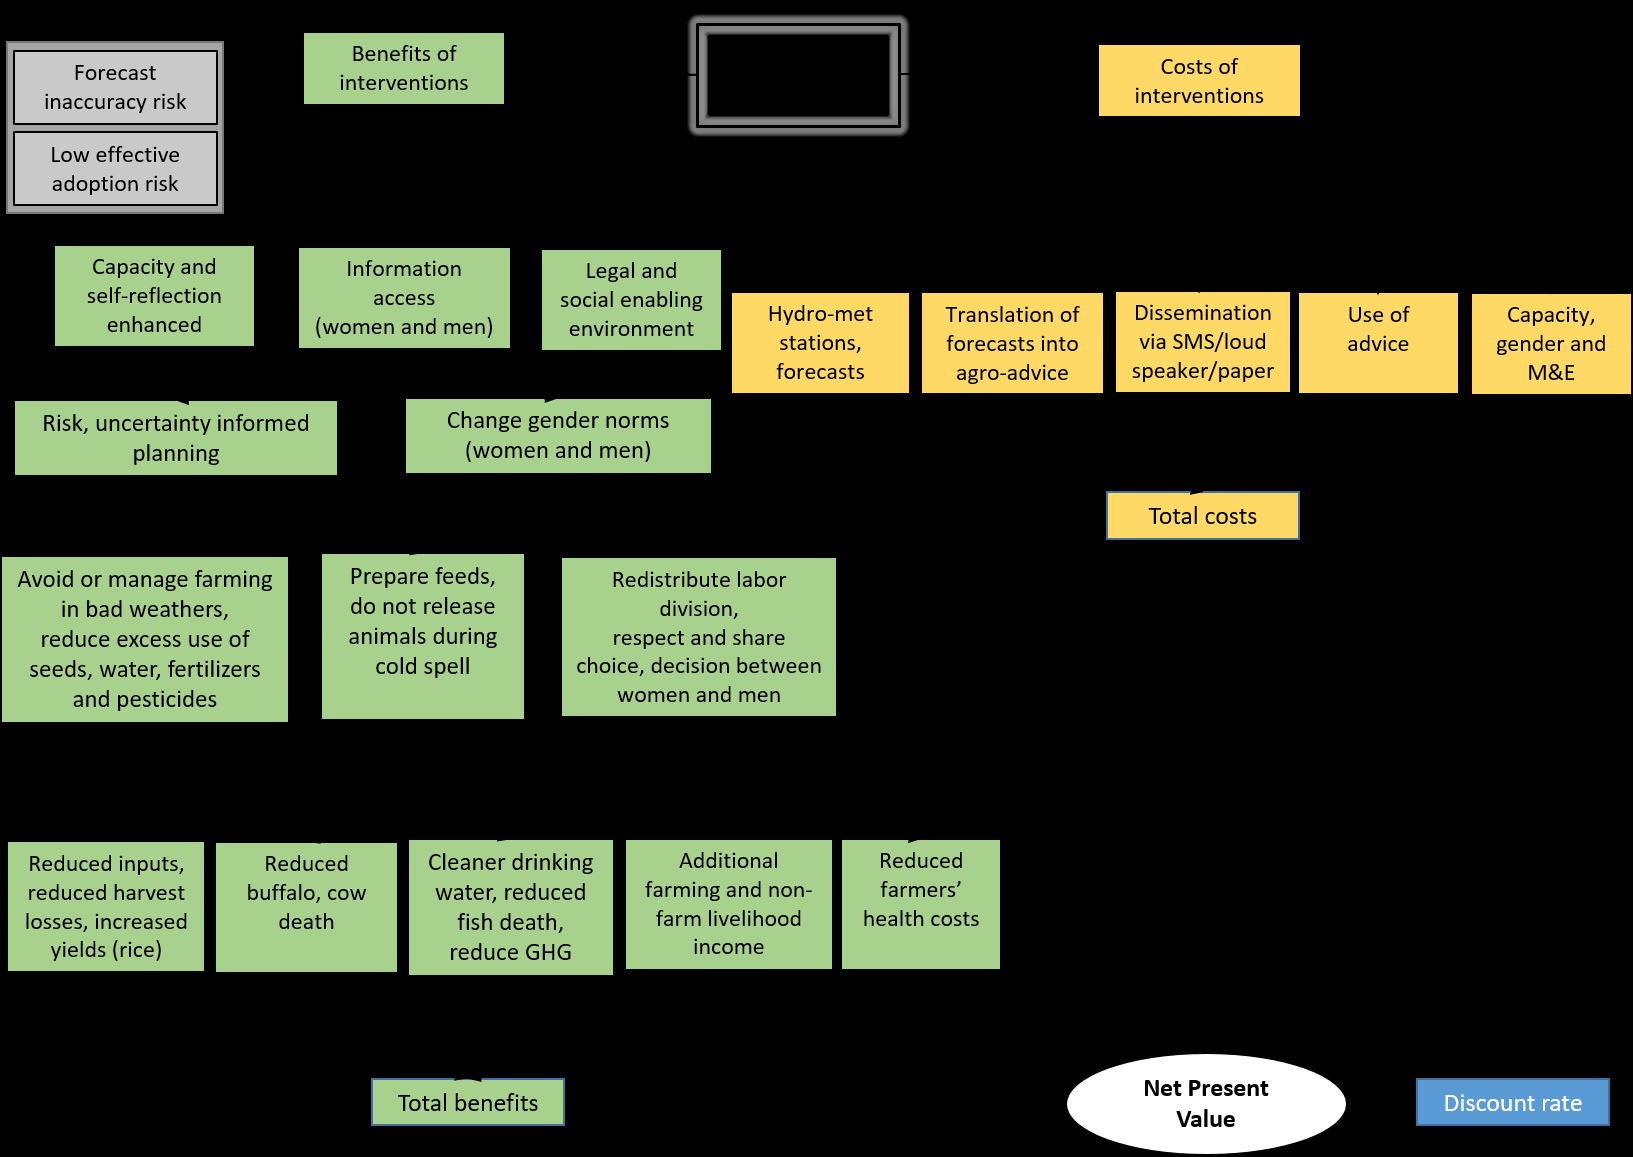 Forecast
inaccuracy risk
Low effective
adoption risk
Benefits of
interventions
Costs of
interventions
Capacity and
self-reflection
enhanced
Information
access
(women and men)
Legal and
social enabling
environment
Hydro-met
stations,
forecasts
Translation of
forecasts into
agro-advice
Dissemination
via SMS/loud
speaker/paper
Use of
advice
Capacity,
gender and
M&E
Risk, uncertainty informed
planning
Change gender norms
(women and men)
Total costs
Avoid or manage farming
in bad weathers,
reduce excess use of
seeds, water, fertilizers
and pesticides
Prepare feeds,
do not release
animals during
cold spell
Redistribute labor
division,
respect and share
choice, decision between
women and men
Reduced inputs,
reduced harvest
losses, increased
yields (rice)
Reduced
buffalo, cow
death
Cleaner drinking
water, reduced
fish death,
reduce GHG
Additional
farming and non-
farm livelihood
income
Reduced
farmers’
health costs
Total benefits
Net Present
Value
Discount rate